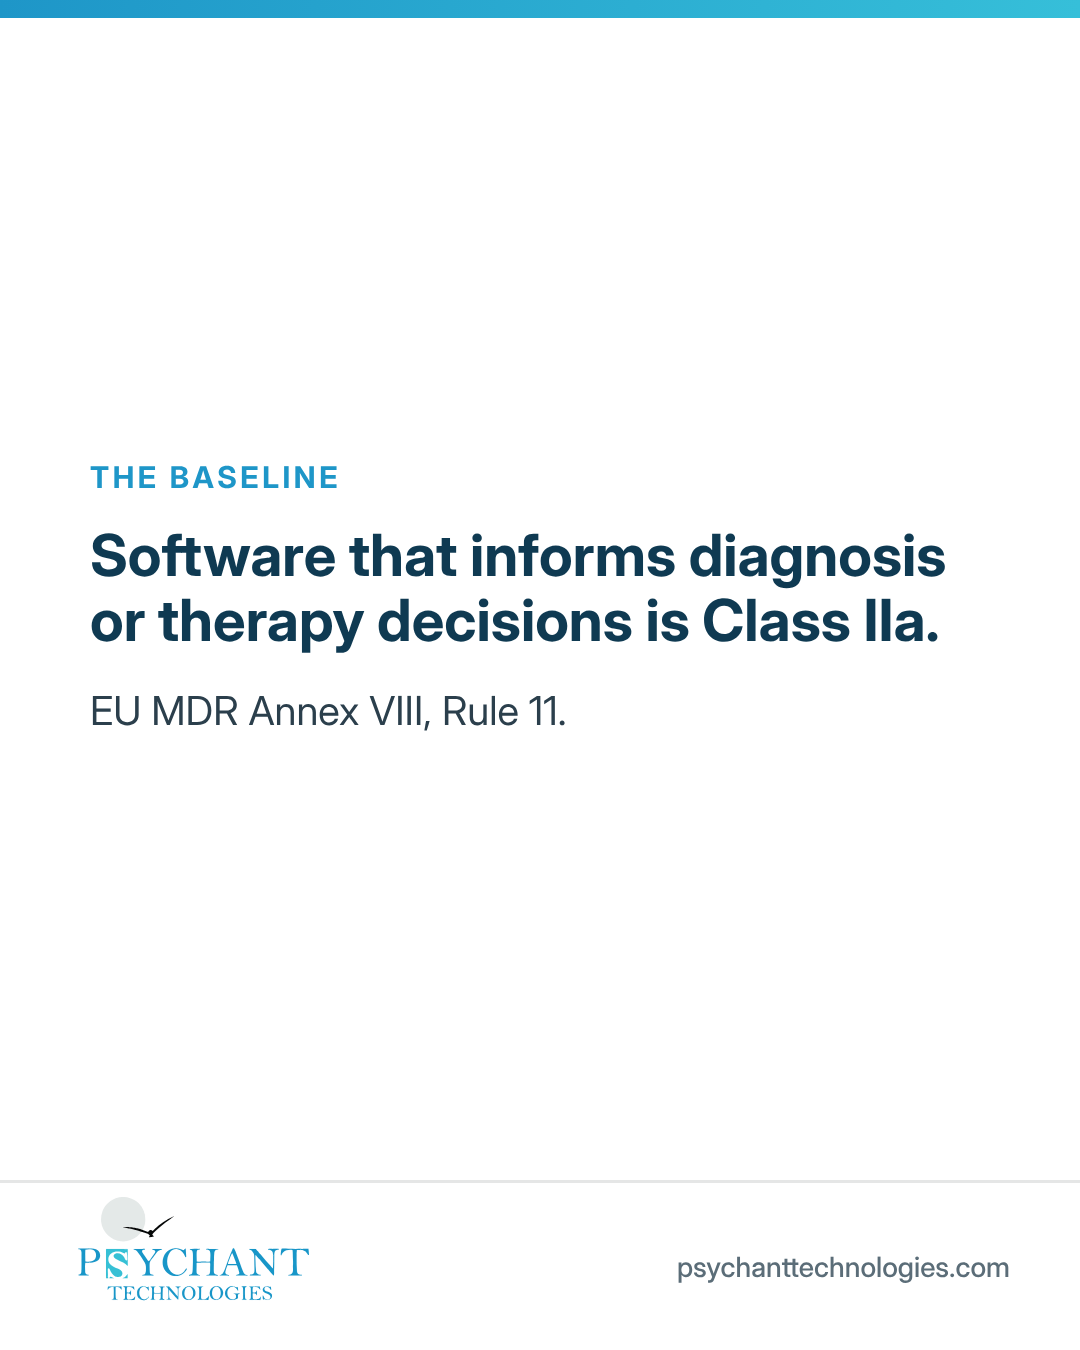 THE BASELINE
Software that informs diagnosis
or therapy decisions is Class IIa.
EU MDR Annex VIII, Rule 11.
PSYCHANT
TECHNOLOGIES
psychanttechnologies.com